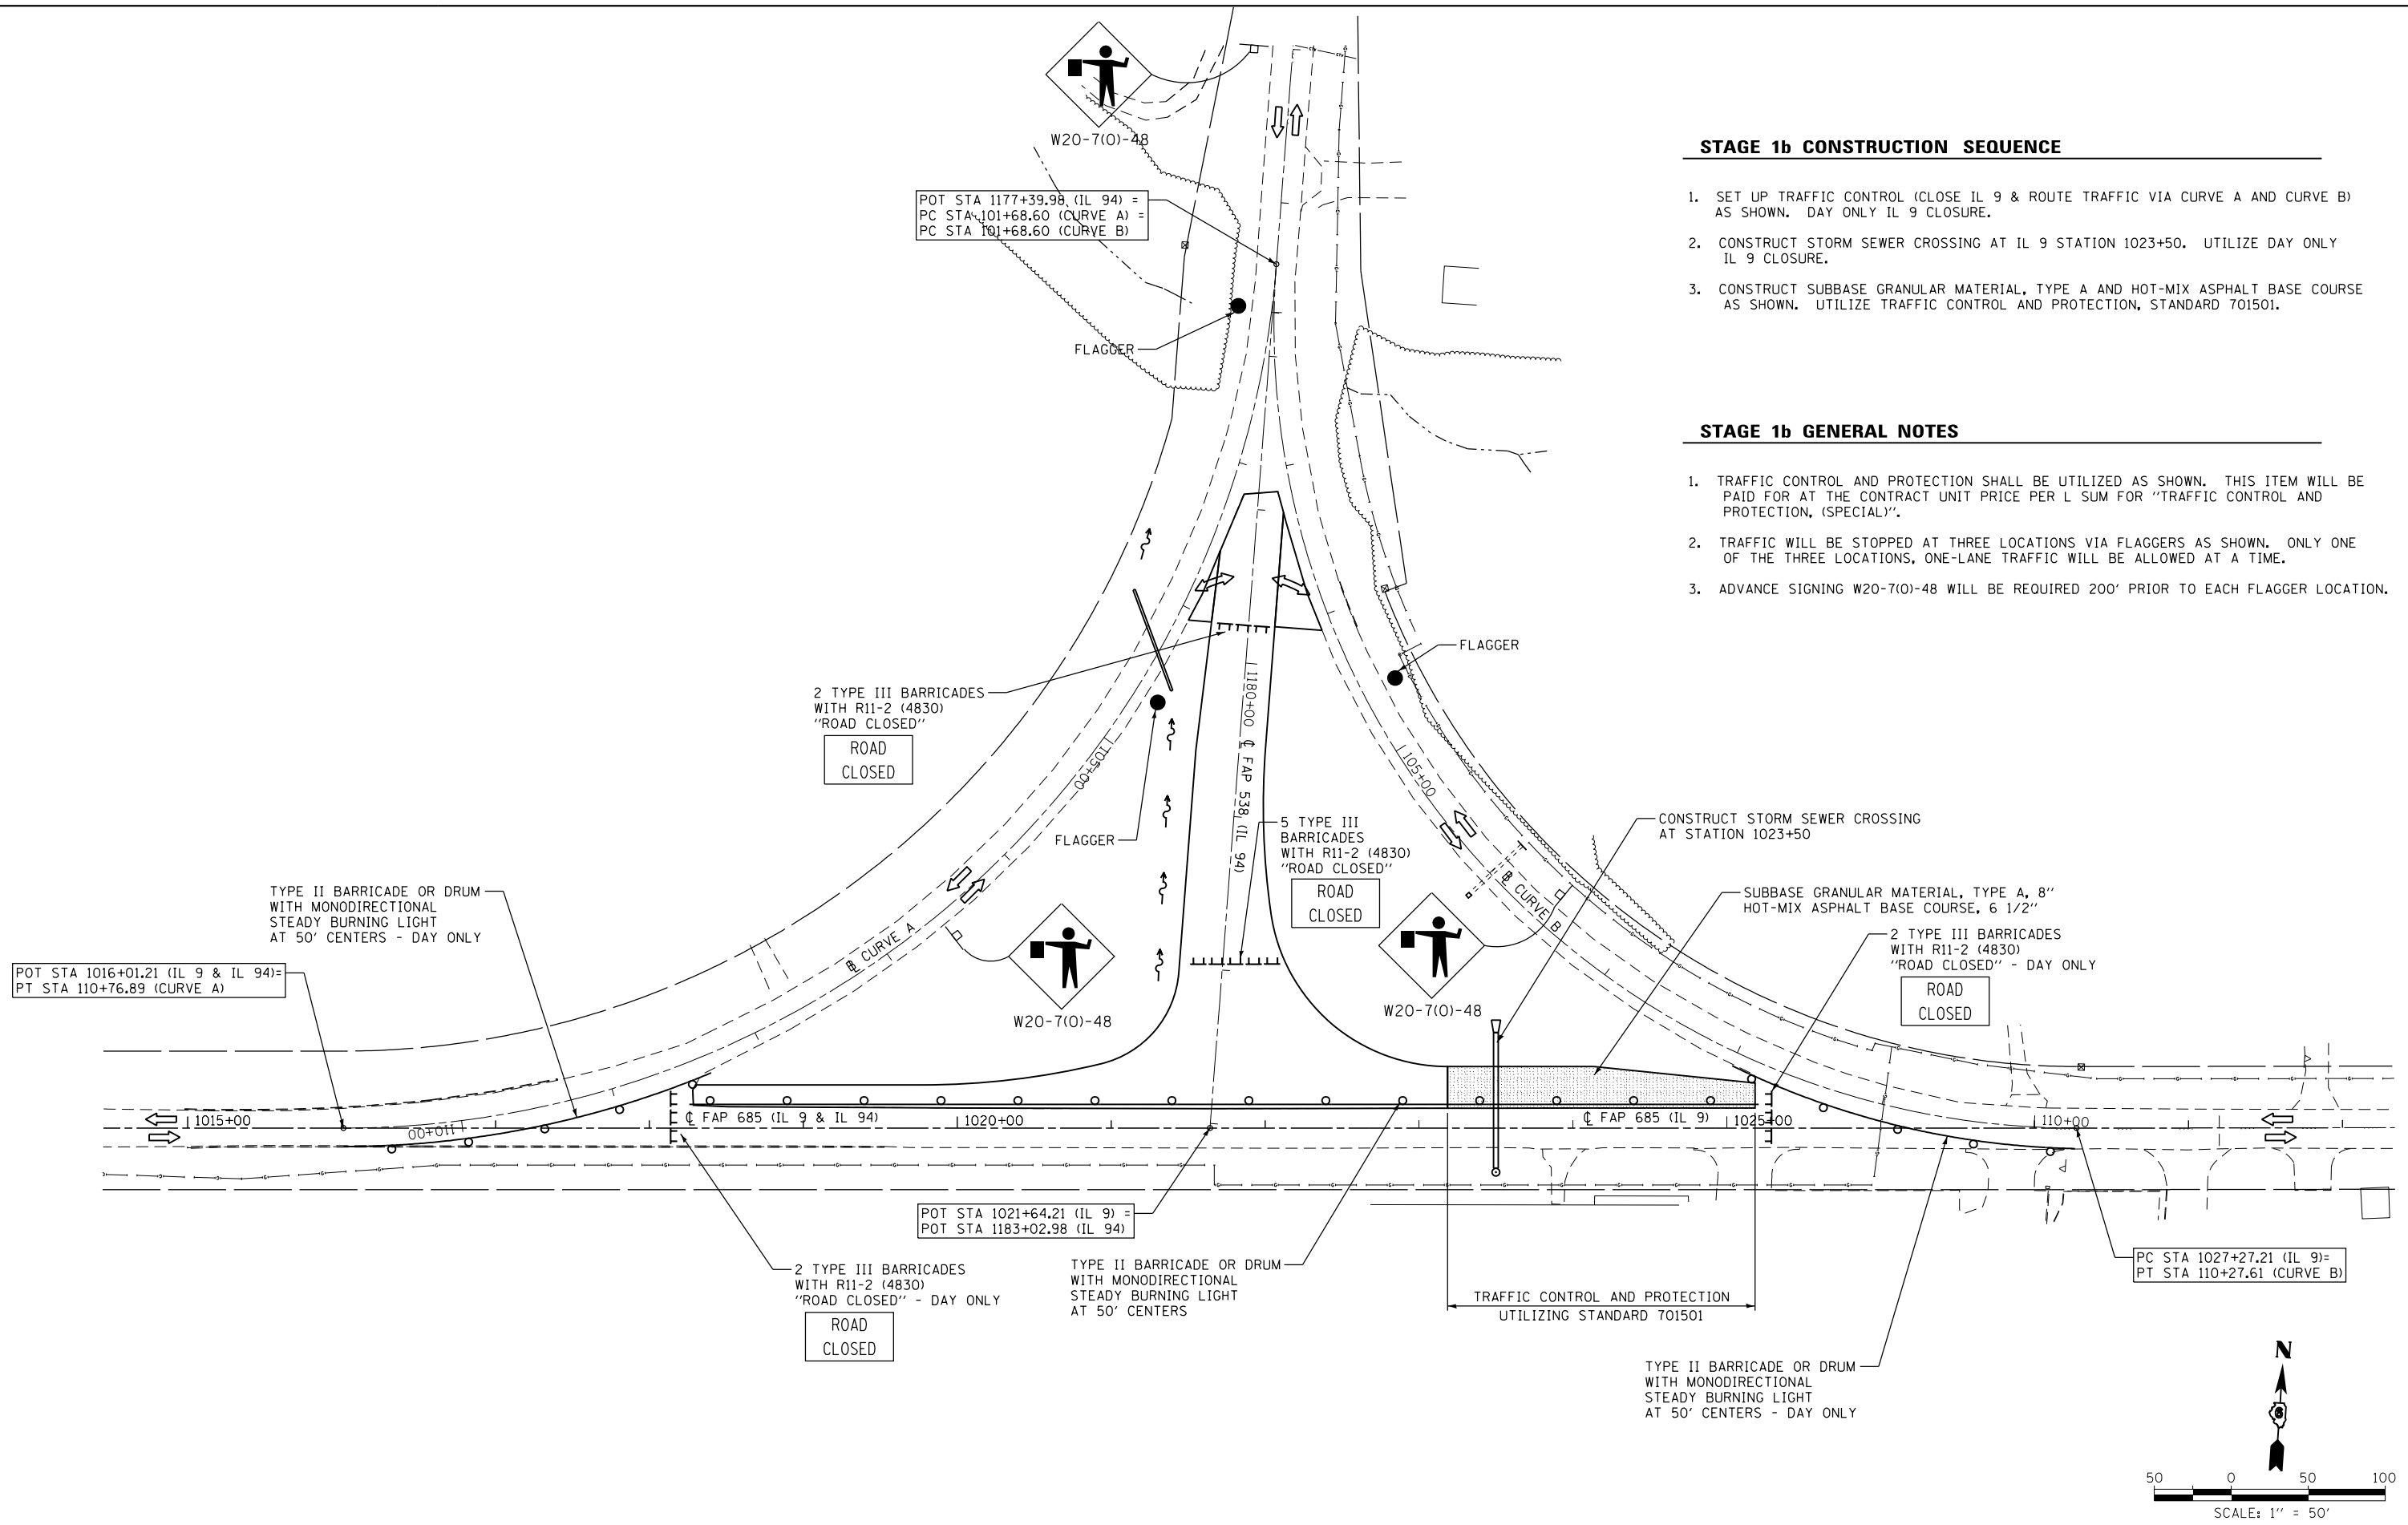 W20-7(O)-48
POT STA 1177+39.98 (IL 94) =
PC STA 101+68.60 (CURVE A) =
PC STA 101+68.60 (CURVE B)
FLAGGER
STAGE 1b CONSTRUCTION SEQUENCE
1. SET UP TRAFFIC CONTROL (CLOSE IL 9 & ROUTE TRAFFIC VIA CURVE A AND CURVE B)
AS SHOWN. DAY ONLY IL 9 CLOSURE.
2. CONSTRUCT STORM SEWER CROSSING AT IL 9 STATION 1023+50. UTILIZE DAY ONLY
IL 9 CLOSURE.
3. CONSTRUCT SUBBASE GRANULAR MATERIAL, TYPE A AND HOT-MIX ASPHALT BASE COURSE
AS SHOWN. UTILIZE TRAFFIC CONTROL AND PROTECTION, STANDARD 701501.
STAGE 1b GENERAL NOTES
1. TRAFFIC CONTROL AND PROTECTION SHALL BE UTILIZED AS SHOWN. THIS ITEM WILL BE
PAID FOR AT THE CONTRACT UNIT PRICE PER L SUM FOR "TRAFFIC CONTROL AND
PROTECTION, (SPECIAL)".
2. TRAFFIC WILL BE STOPPED AT THREE LOCATIONS VIA FLAGGERS AS SHOWN. ONLY ONE
OF THE THREE LOCATIONS, ONE-LANE TRAFFIC WILL BE ALLOWED AT A TIME.
3. ADVANCE SIGNING W20-7(O)-48 WILL BE REQUIRED 200' PRIOR TO EACH FLAGGER LOCATION.
FLAGGER
2 TYPE III BARRICADES
WITH R11-2 (4830)
"ROAD CLOSED"
ROAD
CLOSED
1180+00 ℄ FAP 538 (IL 94)
105+00
105+00
FLAGGER
5 TYPE III
BARRICADES
WITH R11-2 (4830)
"ROAD CLOSED"
ROAD
CLOSED
CONSTRUCT STORM SEWER CROSSING
AT STATION 1023+50
TYPE II BARRICADE OR DRUM
WITH MONODIRECTIONAL
STEADY BURNING LIGHT
AT 50' CENTERS - DAY ONLY
SUBBASE GRANULAR MATERIAL, TYPE A, 8"
HOT-MIX ASPHALT BASE COURSE, 6 1/2"
℄ CURVE A
℄ CURVE B
2 TYPE III BARRICADES
WITH R11-2 (4830)
"ROAD CLOSED" - DAY ONLY
ROAD
CLOSED
POT STA 1016+01.21 (IL 9 & IL 94)=
PT STA 110+76.89 (CURVE A)
W20-7(O)-48
W20-7(O)-48
1015+00
110+00
℄ FAP 685 (IL 9 & IL 94)
1020+00
℄ FAP 685 (IL 9)
1025+00
110+00
POT STA 1021+64.21 (IL 9) =
POT STA 1183+02.98 (IL 94)
2 TYPE III BARRICADES
WITH R11-2 (4830)
"ROAD CLOSED" - DAY ONLY
ROAD
CLOSED
TYPE II BARRICADE OR DRUM
WITH MONODIRECTIONAL
STEADY BURNING LIGHT
AT 50' CENTERS
TRAFFIC CONTROL AND PROTECTION
UTILIZING STANDARD 701501
PC STA 1027+27.21 (IL 9)=
PT STA 110+27.61 (CURVE B)
TYPE II BARRICADE OR DRUM
WITH MONODIRECTIONAL
STEADY BURNING LIGHT
AT 50' CENTERS - DAY ONLY
N
50 0 50 100
SCALE: 1" = 50'